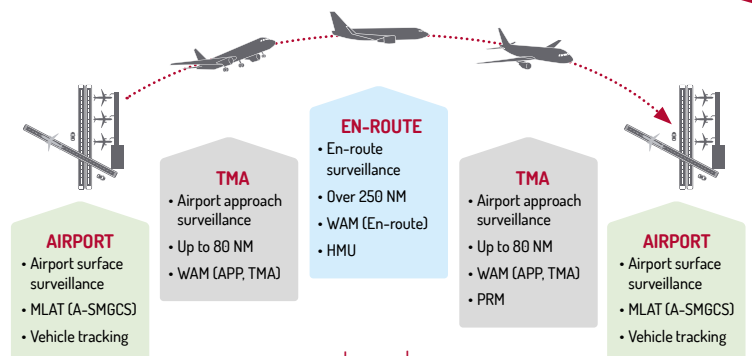 AIRPORT
• Airport surface
surveillance
• MLAT (A-SMGCS)
• Vehicle tracking
TMA
• Airport approach
surveillance
• Up to 80 NM
• WAM (APP, TMA)
EN-ROUTE
• En-route
surveillance
• Over 250 NM
• WAM (En-route)
• HMU
TMA
• Airport approach
surveillance
• Up to 80 NM
• WAM (APP, TMA)
• PRM
AIRPORT
• Airport surface
surveillance
• MLAT (A-SMGCS)
• Vehicle tracking